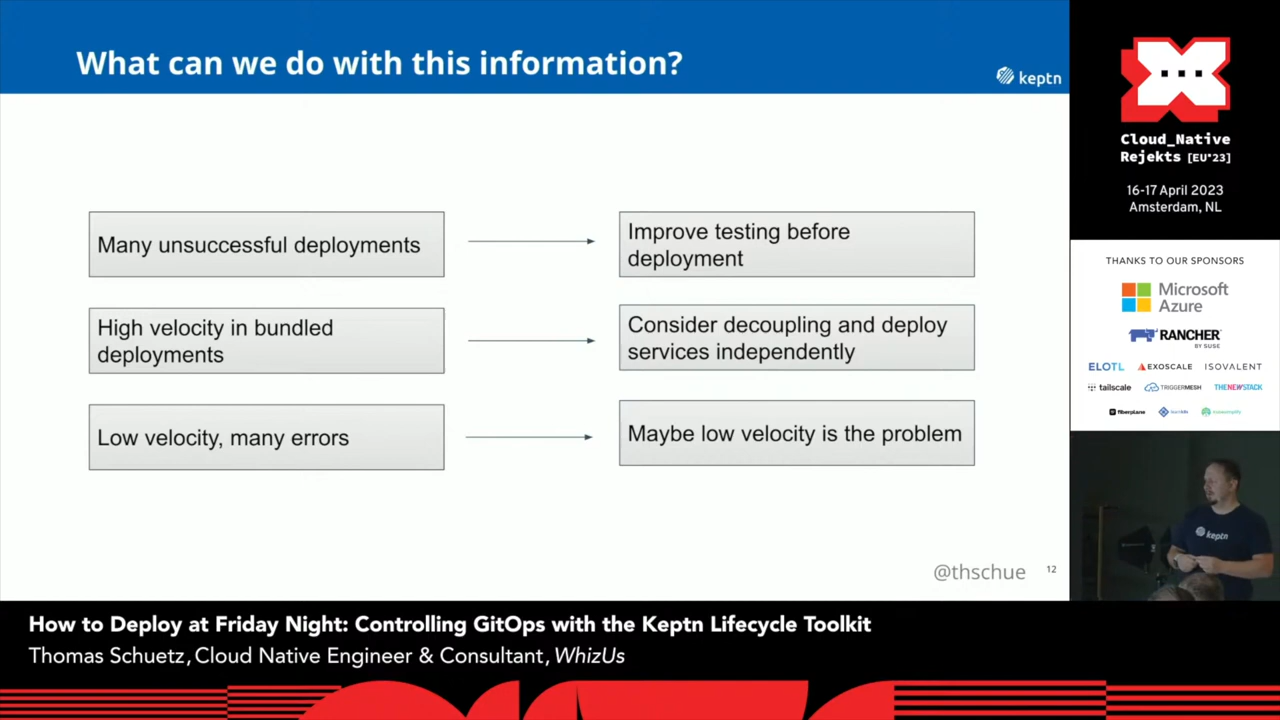 What can we do with this information?
keptn
Many unsuccessful deployments
Improve testing before
deployment
High velocity in bundled
deployments
Consider decoupling and deploy
services independently
Low velocity, many errors
Maybe low velocity is the problem
@thschue
12
Cloud_Native
Rejekts [EU*23]
16-17 April 2023
Amsterdam, NL
THANKS TO OUR SPONSORS
Microsoft
Azure
RANCHER
BY SUSE
ELOTL
EXOSCALE
ISOVALENT
tailscale
TRIGGERMESH
THENEWSTACK
fiberplane
keptn
How to Deploy at Friday Night: Controlling GitOps with the Keptn Lifecycle Toolkit
Thomas Schuetz, Cloud Native Engineer & Consultant, WhizUs